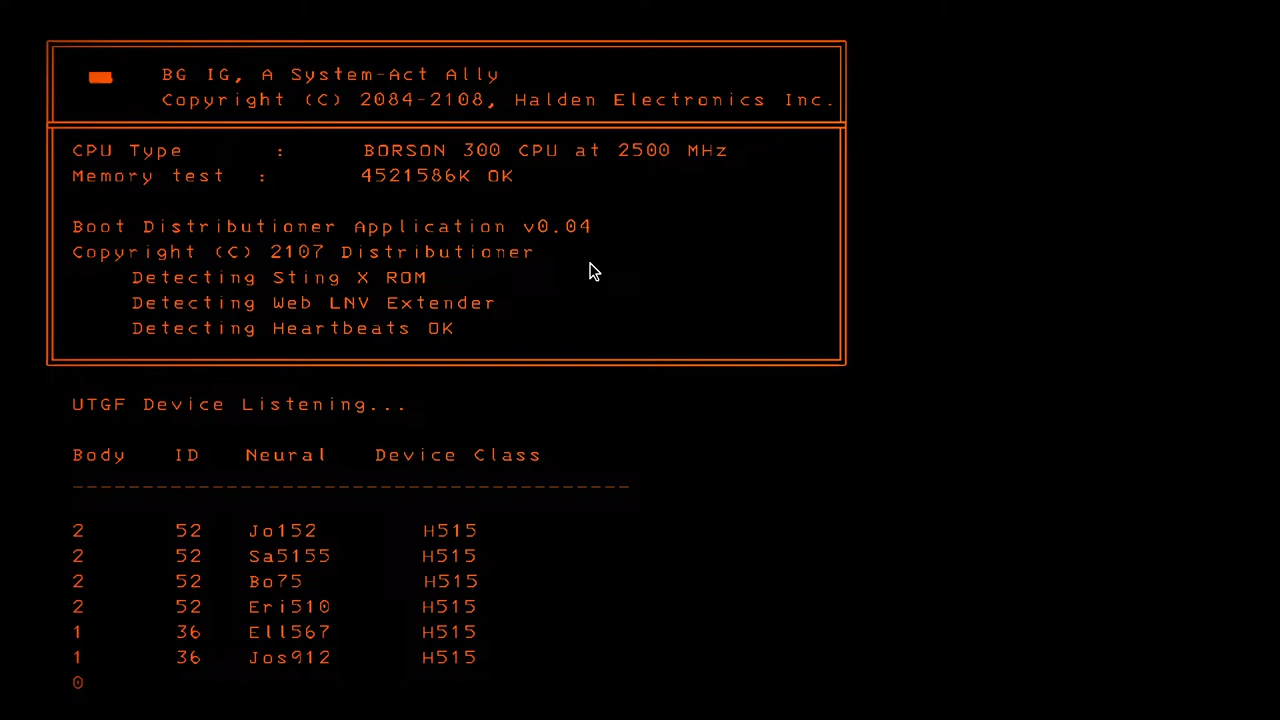 BG IG, A System-Act Ally
Copyright (C) 2084-2108, Halden Electronics Inc.
CPU Type : BORSON 300 CPU at 2500 MHz
Memory test : 4521586K OK
Boot Distributioner Application v0.04
Copyright (C) 2107 Distributioner
Detecting Sting X ROM
Detecting Web LNV Extender
Detecting Heartbeats OK
UTGF Device Listening...
Body ID Neural Device Class
----------------------------------------
2 52 Jo152 H515
2 52 Sa5155 H515
2 52 Bo75 H515
2 52 Eri510 H515
1 36 Ell567 H515
1 36 Jos912 H515
0